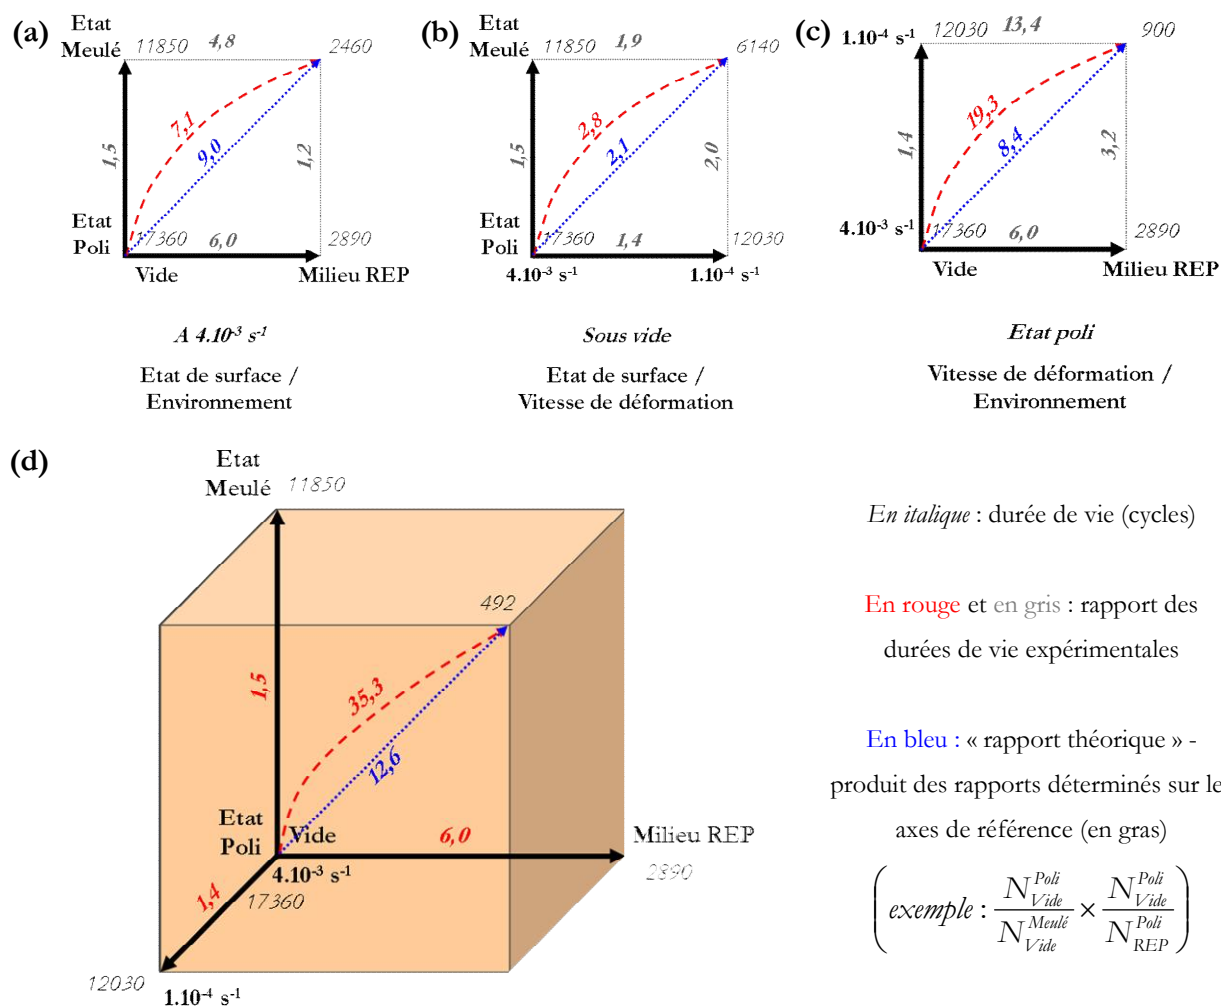 (a)
Etat
Meulé
11850
4,8
2460
7,1
9,0
1,5
1,2
Etat
Poli
17360
6,0
2890
Vide
Milieu REP
A 4.10⁻³ s⁻¹
Etat de surface /
Environnement
(b)
Etat
Meulé
11850
1,9
6140
2,8
2,1
1,5
2,0
Etat
Poli
17360
1,4
12030
4.10⁻³ s⁻¹
1.10⁻⁴ s⁻¹
Sous vide
Etat de surface /
Vitesse de déformation
(c)
1.10⁻⁴ s⁻¹
12030
13,4
900
19,3
8,4
1,4
3,2
4.10⁻³ s⁻¹
17360
6,0
2890
Vide
Milieu REP
Etat poli
Vitesse de déformation /
Environnement
(d)
Etat
Meulé
11850
492
1,5
35,3
12,6
Etat
Poli
Vide
6,0
Milieu REP
4.10⁻³ s⁻¹
2890
1,4
17360
12030
1.10⁻⁴ s⁻¹
En italique : durée de vie (cycles)
En rouge et en gris : rapport des
durées de vie expérimentales
En bleu : « rapport théorique » -
produit des rapports déterminés sur le
axes de référence (en gras)
(exemple : N_{Vide}^{Poli} / N_{Vide}^{Meulé} × N_{Vide}^{Poli} / N_{REP}^{Poli})